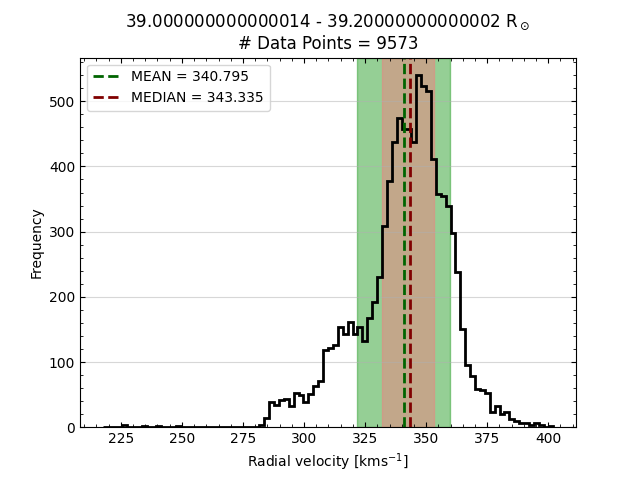 39.000000000000014 - 39.20000000000002 R⊙
# Data Points = 9573
MEAN = 340.795
MEDIAN = 343.335
Frequency
500
400
300
200
100
0
225 250 275 300 325 350 375 400
Radial velocity [kms⁻¹]